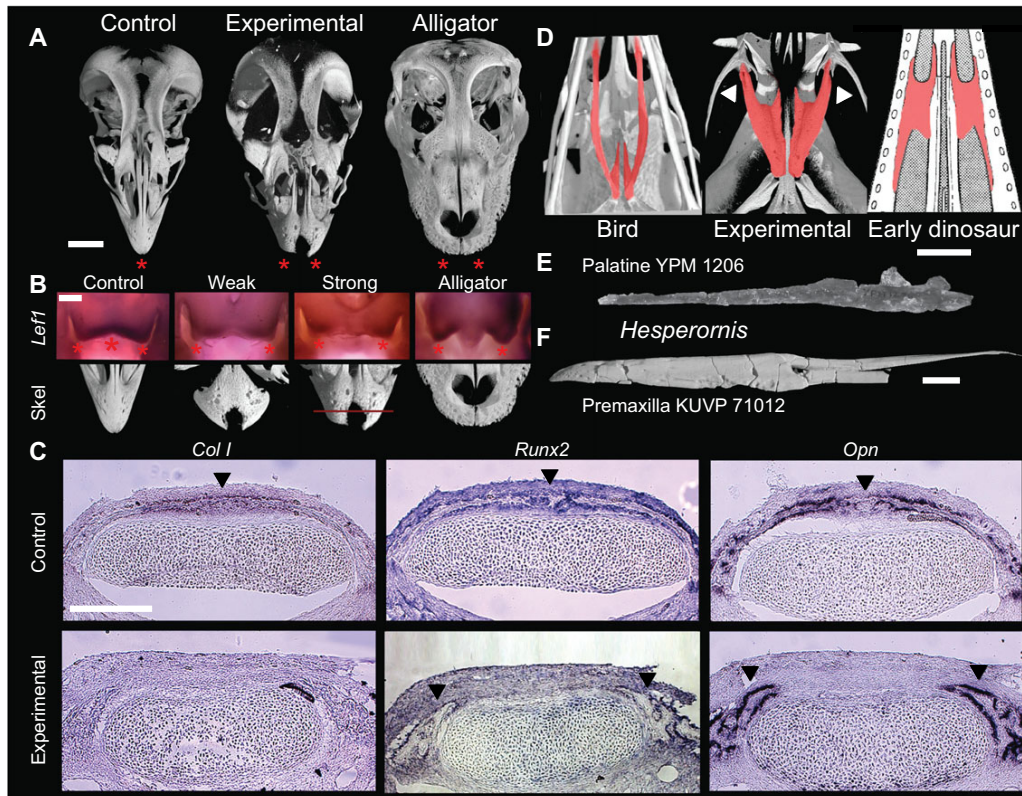 Control Experimental Alligator
A
D
Bird Experimental Early dinosaur
B
Control Weak Strong Alligator
Lef1
Skel
E
Palatine YPM 1206
Hesperornis
F
Premaxilla KUVP 71012
C
Col I Runx2 Opn
Control
Experimental